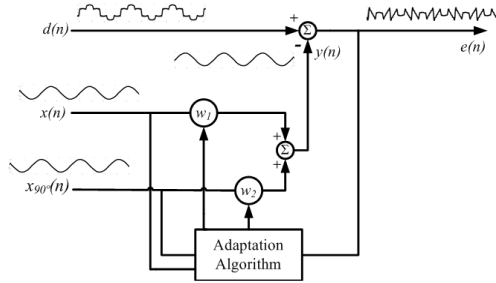 +
d(n)
Σ
-
y(n)
e(n)
x(n)
w1
+
Σ
+
x90°(n)
w2
Adaptation
Algorithm